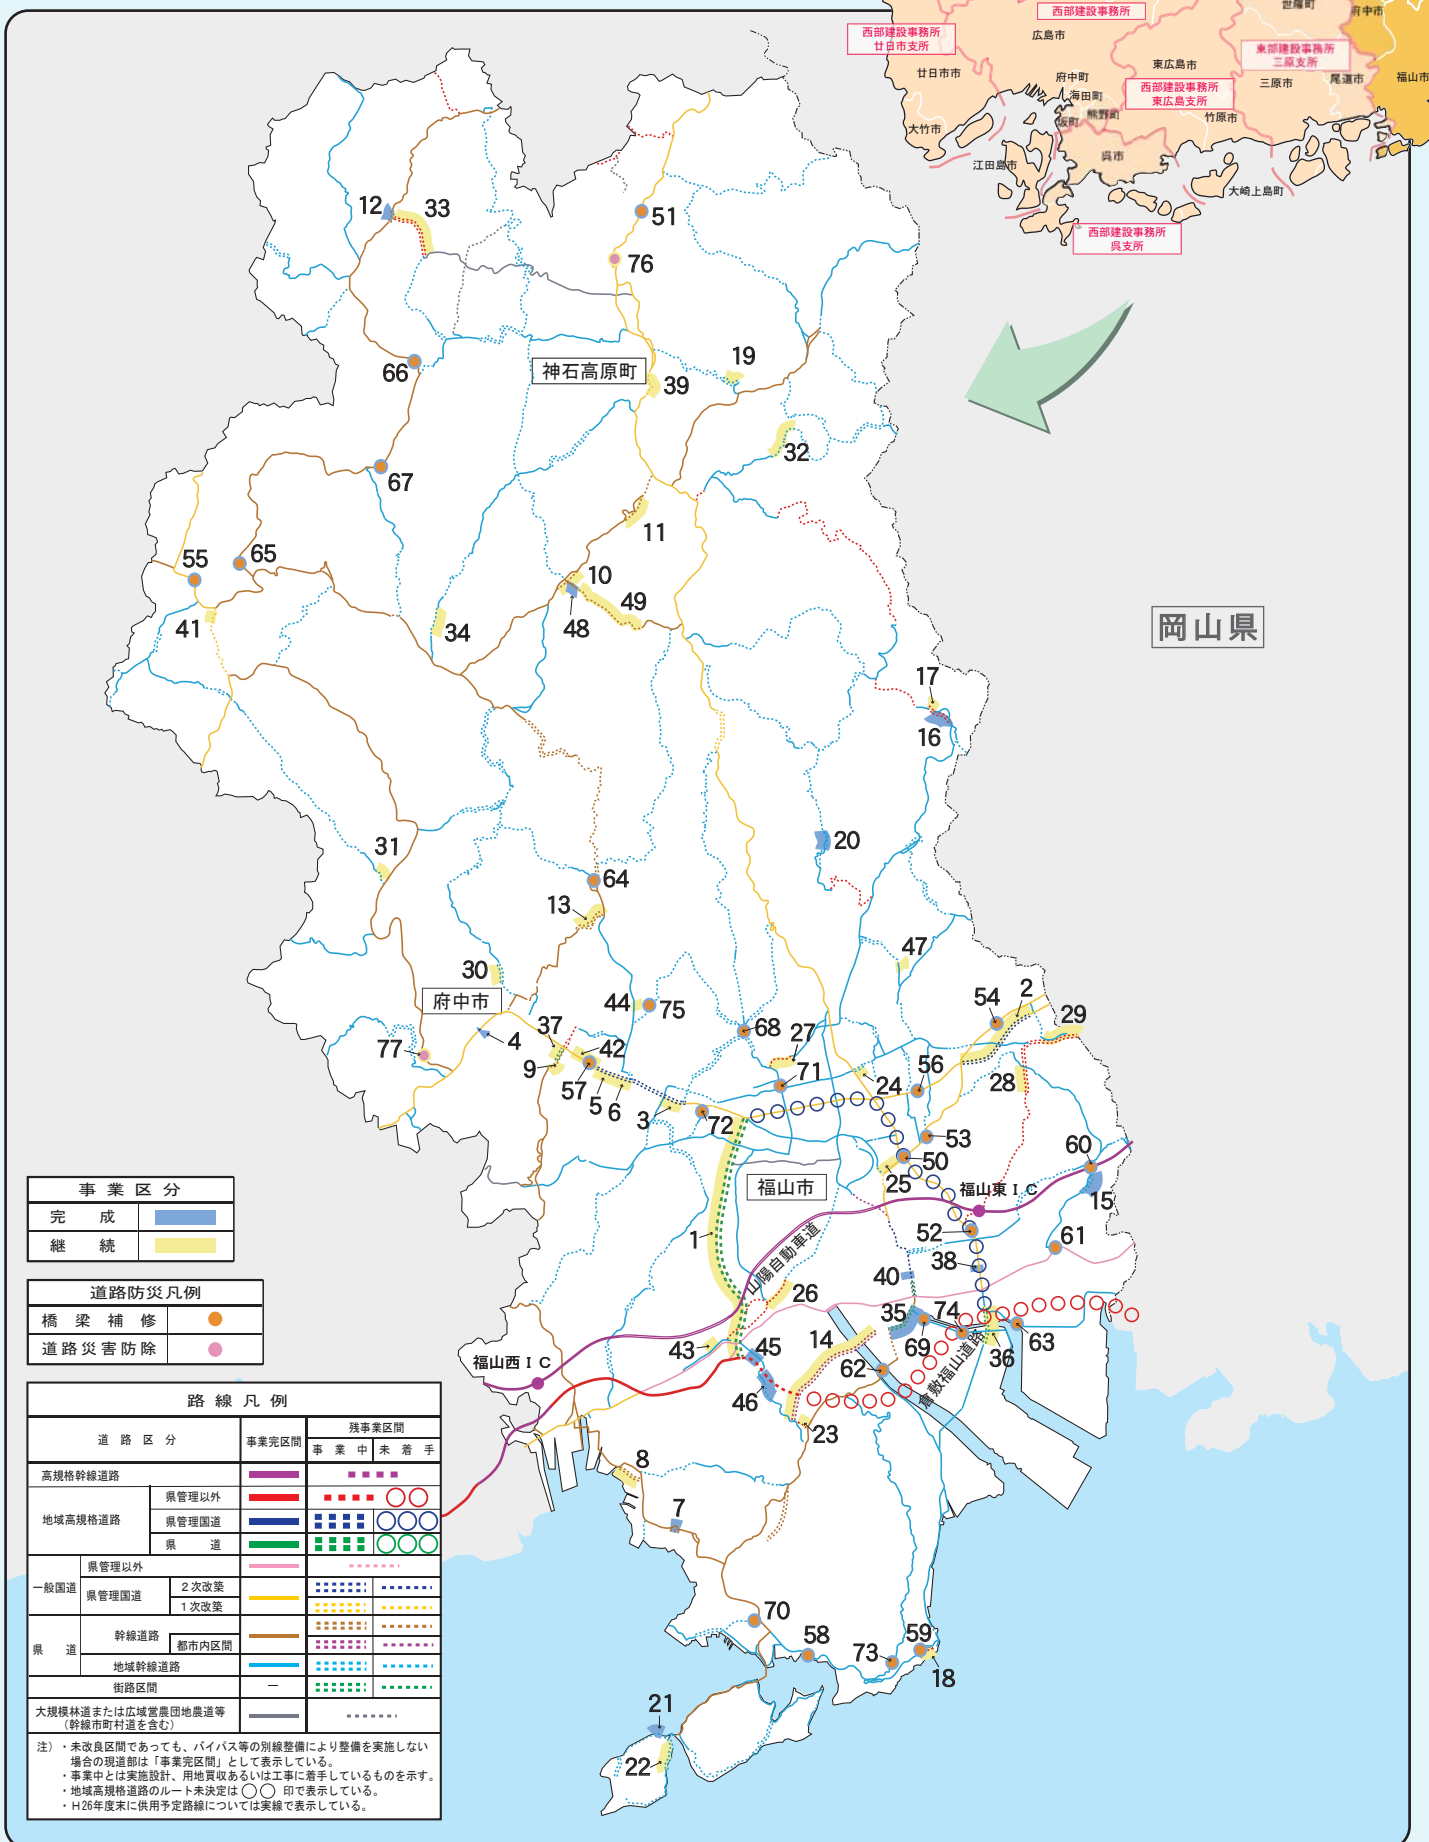 西部建設事務所
世羅町
府中市
西部建設事務所
廿日市支所
広島市
東部建設事務所
三原支所
廿日市市
府中町
東広島市
三原市
尾道市
福山市
海田町
西部建設事務所
東広島支所
坂町
熊野町
竹原市
大竹市
呉市
江田島市
大崎上島町
西部建設事務所
呉支所
12
33
51
76
19
66
神石高原町
39
32
67
11
55
65
10
49
48
41
34
岡山県
17
16
20
31
64
13
47
30
府中市
44
75
54
2
29
4
37
42
68
27
77
9
57
5
6
71
24
56
28
3
72
53
60
50
福山市
25
福山東ＩＣ
15
1
52
61
山陽自動車道
38
40
26
35
74
14
43
45
69
36
63
福山西ＩＣ
62
倉敷福山道路
46
23
8
7
70
58
73
59
18
21
22
事業区分
完成
継続
道路防災凡例
橋梁補修
道路災害防除
路線凡例
道路区分
事業完区間
残事業区間
事業中
未着手
高規格幹線道路
地域高規格道路
県管理以外
県管理国道
県道
一般国道
県管理以外
県管理国道
２次改築
１次改築
県道
幹線道路
都市内区間
地域幹線道路
街路区間
－
大規模林道または広域営農団地農道等
（幹線市町村道を含む）
注）・未改良区間であっても、バイパス等の別線整備により整備を実施しない
場合の現道部は「事業完区間」として表示している。
・事業中とは実施設計、用地買収あるいは工事に着手しているものを示す。
・地域高規格道路のルート未決定は○○印で表示している。
・Ｈ26年度末に供用予定路線については実線で表示している。